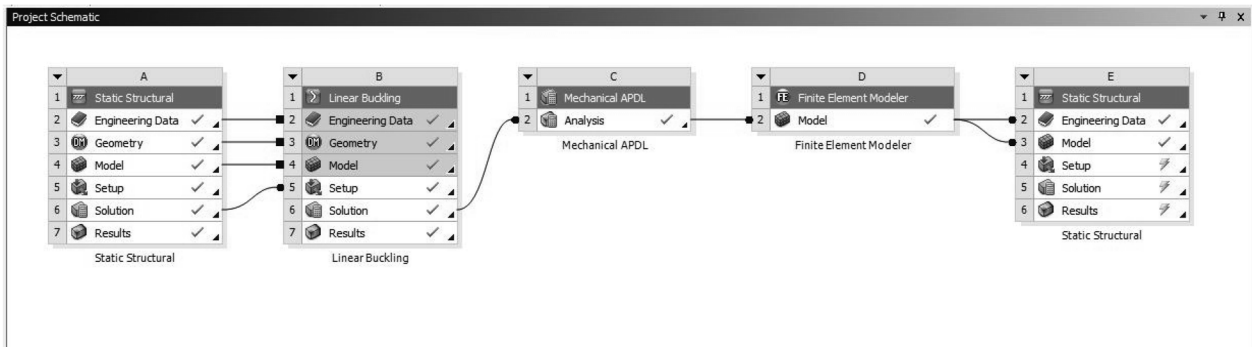 Project Schematic
A
1 Static Structural
2 Engineering Data
3 Geometry
4 Model
5 Setup
6 Solution
7 Results
Static Structural
B
1 Linear Buckling
2 Engineering Data
3 Geometry
4 Model
5 Setup
6 Solution
7 Results
Linear Buckling
C
1 Mechanical APDL
2 Analysis
Mechanical APDL
D
1 FE Finite Element Modeler
2 Model
Finite Element Modeler
E
1 Static Structural
2 Engineering Data
3 Model
4 Setup
5 Solution
6 Results
Static Structural